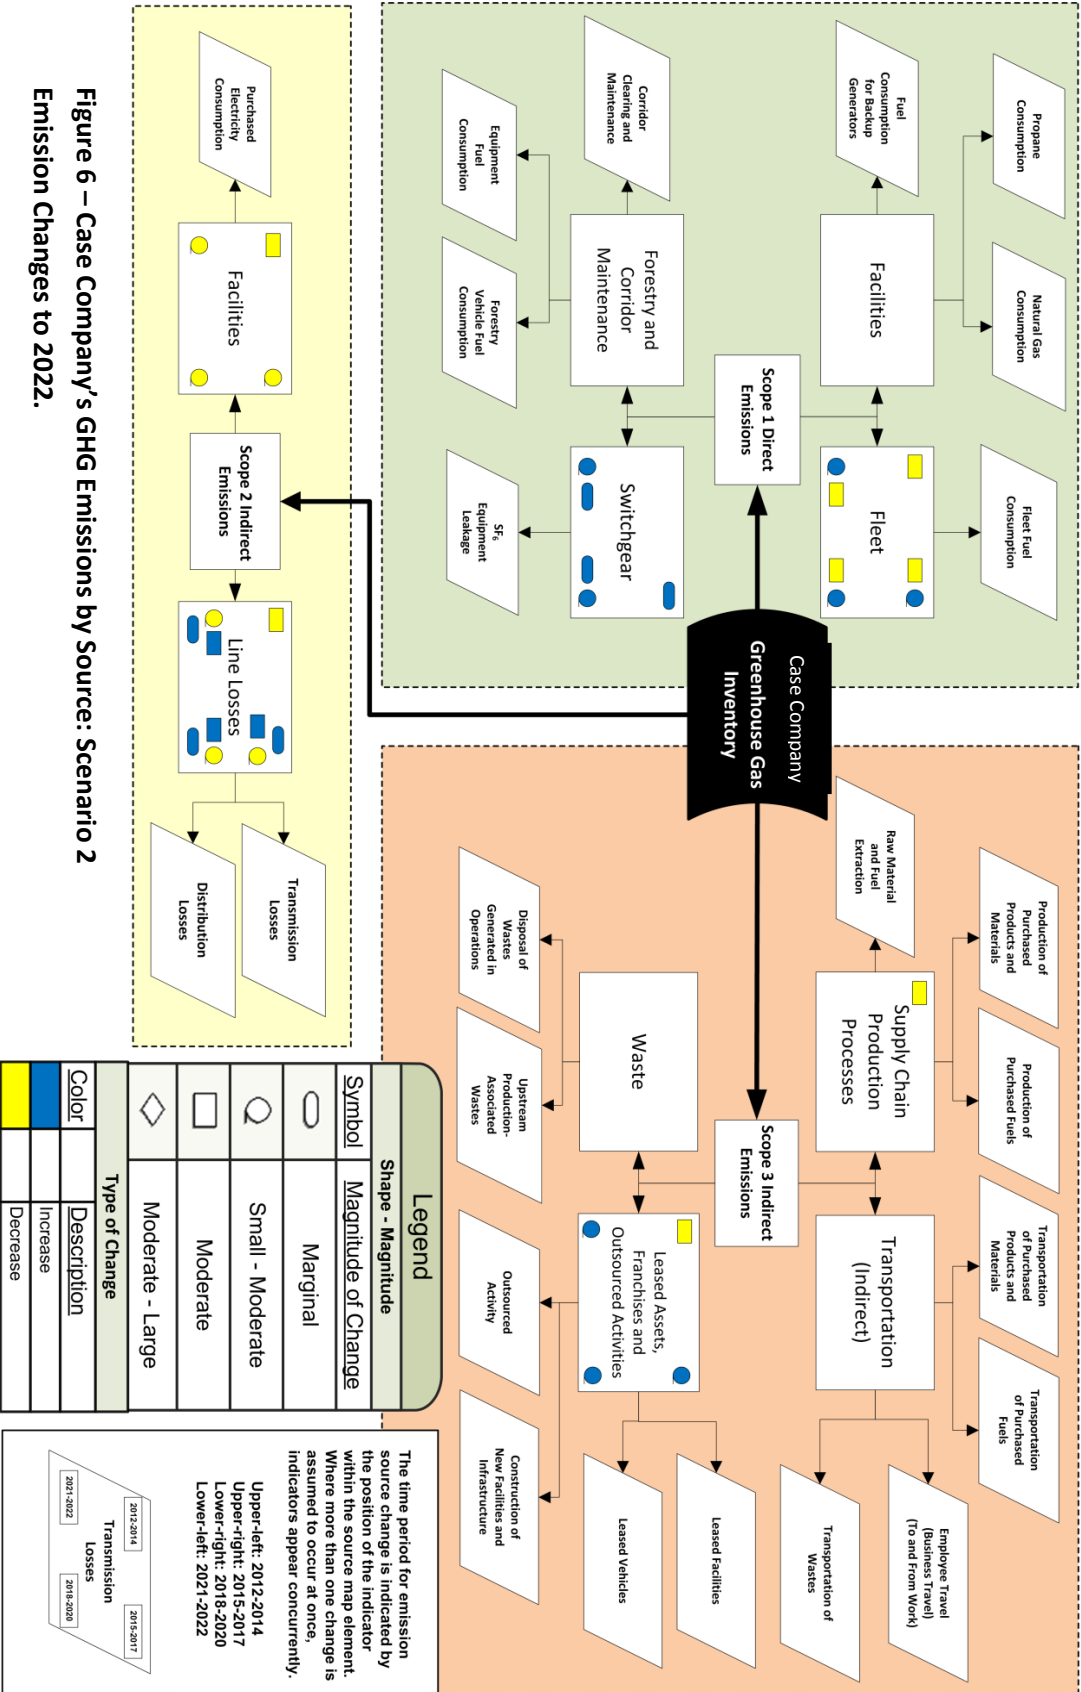 Propane
Consumption
Natural Gas
Consumption
Fuel
Consumption
for Backup
Generators
Facilities
Fleet Fuel
Consumption
Fleet
Corridor
Clearing and
Maintenance
Forestry and
Corridor
Maintenance
Scope 1 Direct
Emissions
Equipment
Fuel
Consumption
Forestry
Vehicle Fuel
Consumption
Switchgear
SF6
Equipment
Leakage
Case Company
Greenhouse Gas
Inventory
Production of
Purchased
Products and
Materials
Production of
Purchased Fuels
Raw Material
and Fuel
Extraction
Supply Chain
Production
Processes
Transportation
of Purchased
Products and
Materials
Transportation
of Purchased
Fuels
Transportation
(Indirect)
Employee Travel
(Business Travel)
(To and From Work)
Transportation of
Wastes
Scope 3 Indirect
Emissions
Waste
Disposal of
Wastes
Generated in
Operations
Upstream
Production-
Associated
Wastes
Leased Assets,
Franchises and
Outsourced Activities
Leased Facilities
Leased Vehicles
Outsourced
Activity
Construction of
New Facilities and
Infrastructure
Purchased
Electricity
Consumption
Facilities
Scope 2 Indirect
Emissions
Line Losses
Transmission
Losses
Distribution
Losses
Legend
Shape - Magnitude
Symbol Magnitude of Change
Marginal
Small - Moderate
Moderate
Moderate - Large
Type of Change
Color Description
Increase
Decrease
The time period for emission
source change is indicated by
the position of the indicator
within the source map element.
Where more than one change is
assumed to occur at once,
indicators appear concurrently.
Upper-left: 2012-2014
Upper-right: 2015-2017
Lower-right: 2018-2020
Lower-left: 2021-2022
2012-2014
2015-2017
Transmission
Losses
2021-2022
2018-2020
Figure 6 – Case Company’s GHG Emissions by Source: Scenario 2
Emission Changes to 2022.